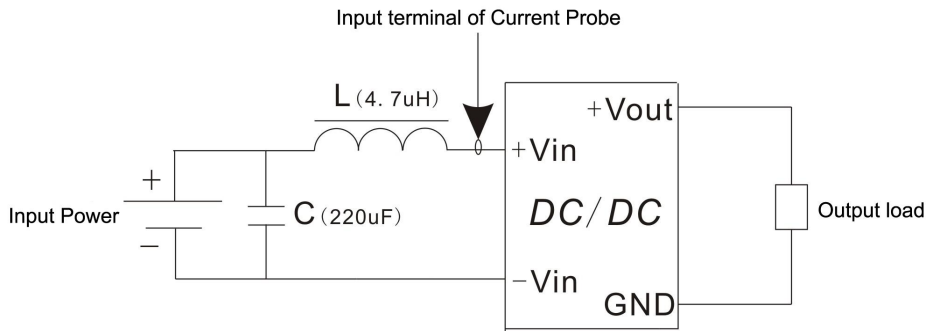 Input terminal of Current Probe
L(4.7uH)
+Vout
+Vin
+
Input Power
C(220uF)
DC/DC
Output load
−
−Vin
GND